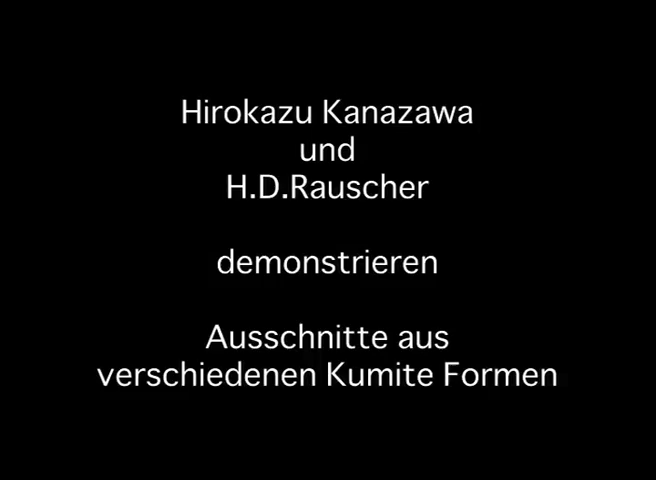 Hirokazu Kanazawa
und
H.D.Rauscher
demonstrieren
Ausschnitte aus
verschiedenen Kumite Formen